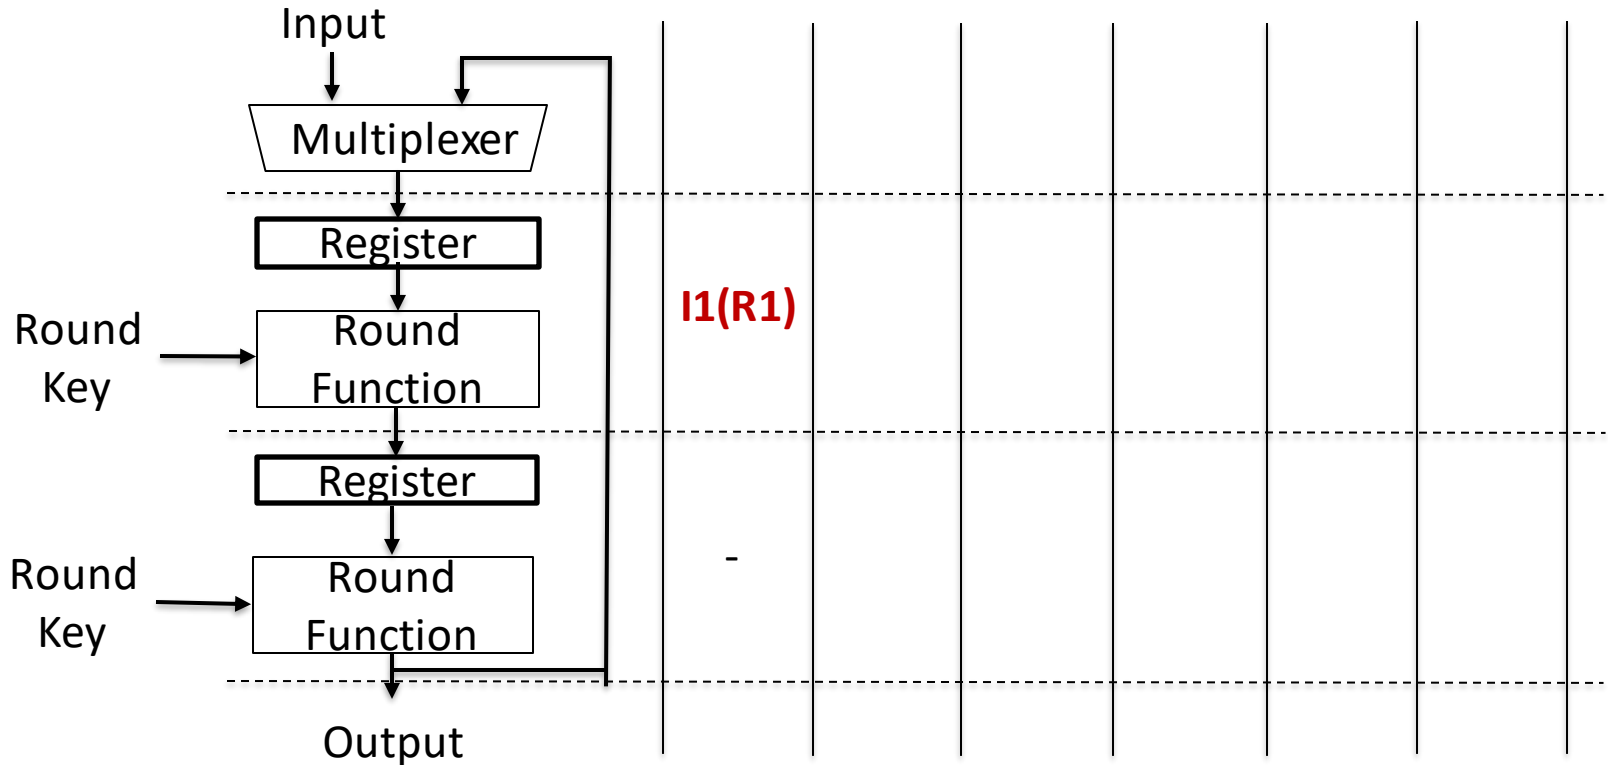 Input
Multiplexer
Register
I1(R1)
Round
Key
Round
Function
Register
-
Round
Key
Round
Function
Output